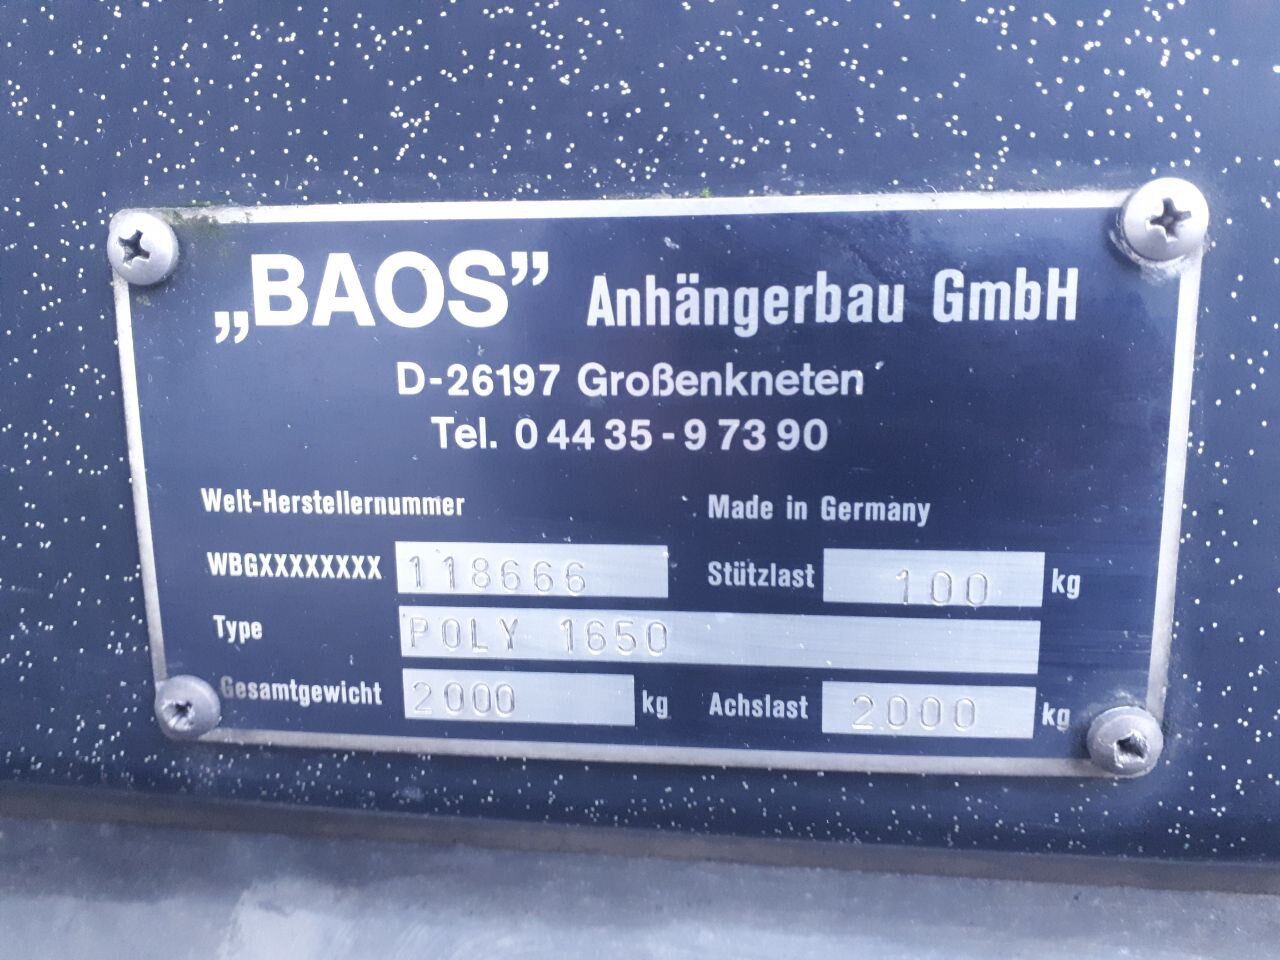 „BAOS” Anhängerbau GmbH
D-26197 Großenkneten
Tel. 0 44 35 - 9 73 90
Welt-Herstellernummer Made in Germany
WBGXXXXXXXX 118666 Stützlast 100 kg
Type POLY 1650
Gesamtgewicht 2000 kg Achslast 2000 kg